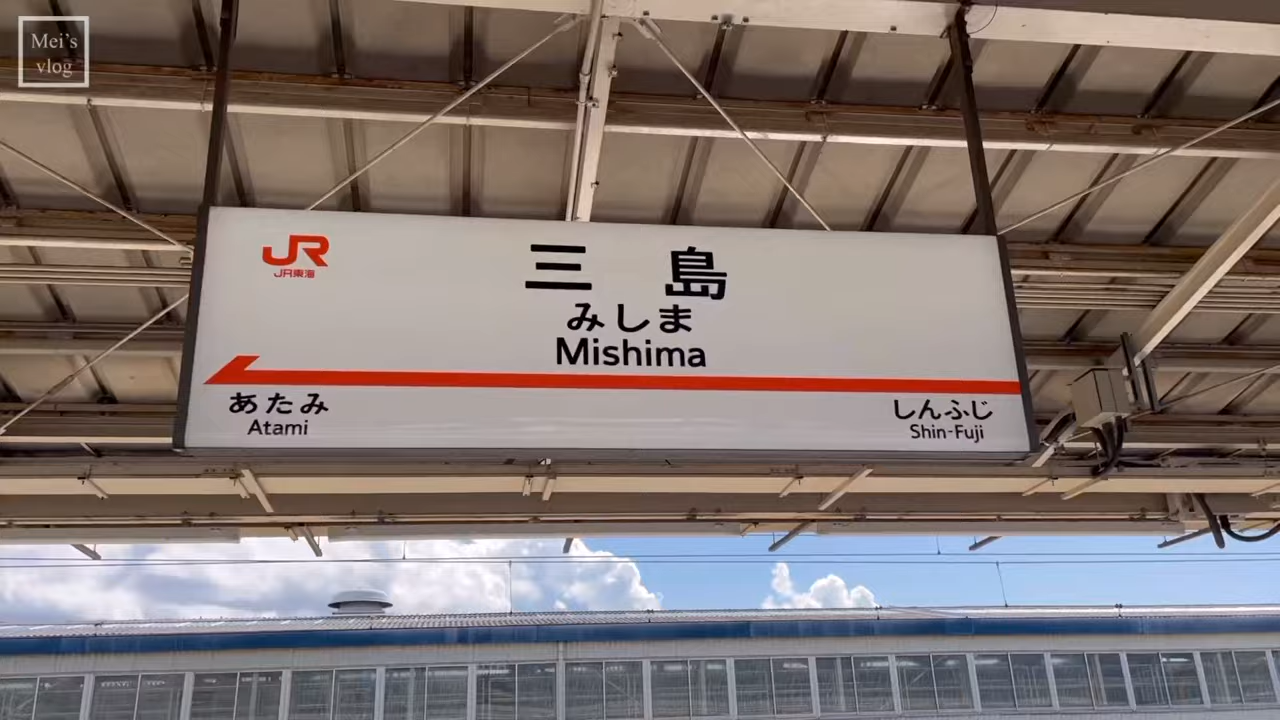 Mei's
vlog
JR
JR東海
三島
みしま
Mishima
あたみ
Atami
しんふじ
Shin-Fuji